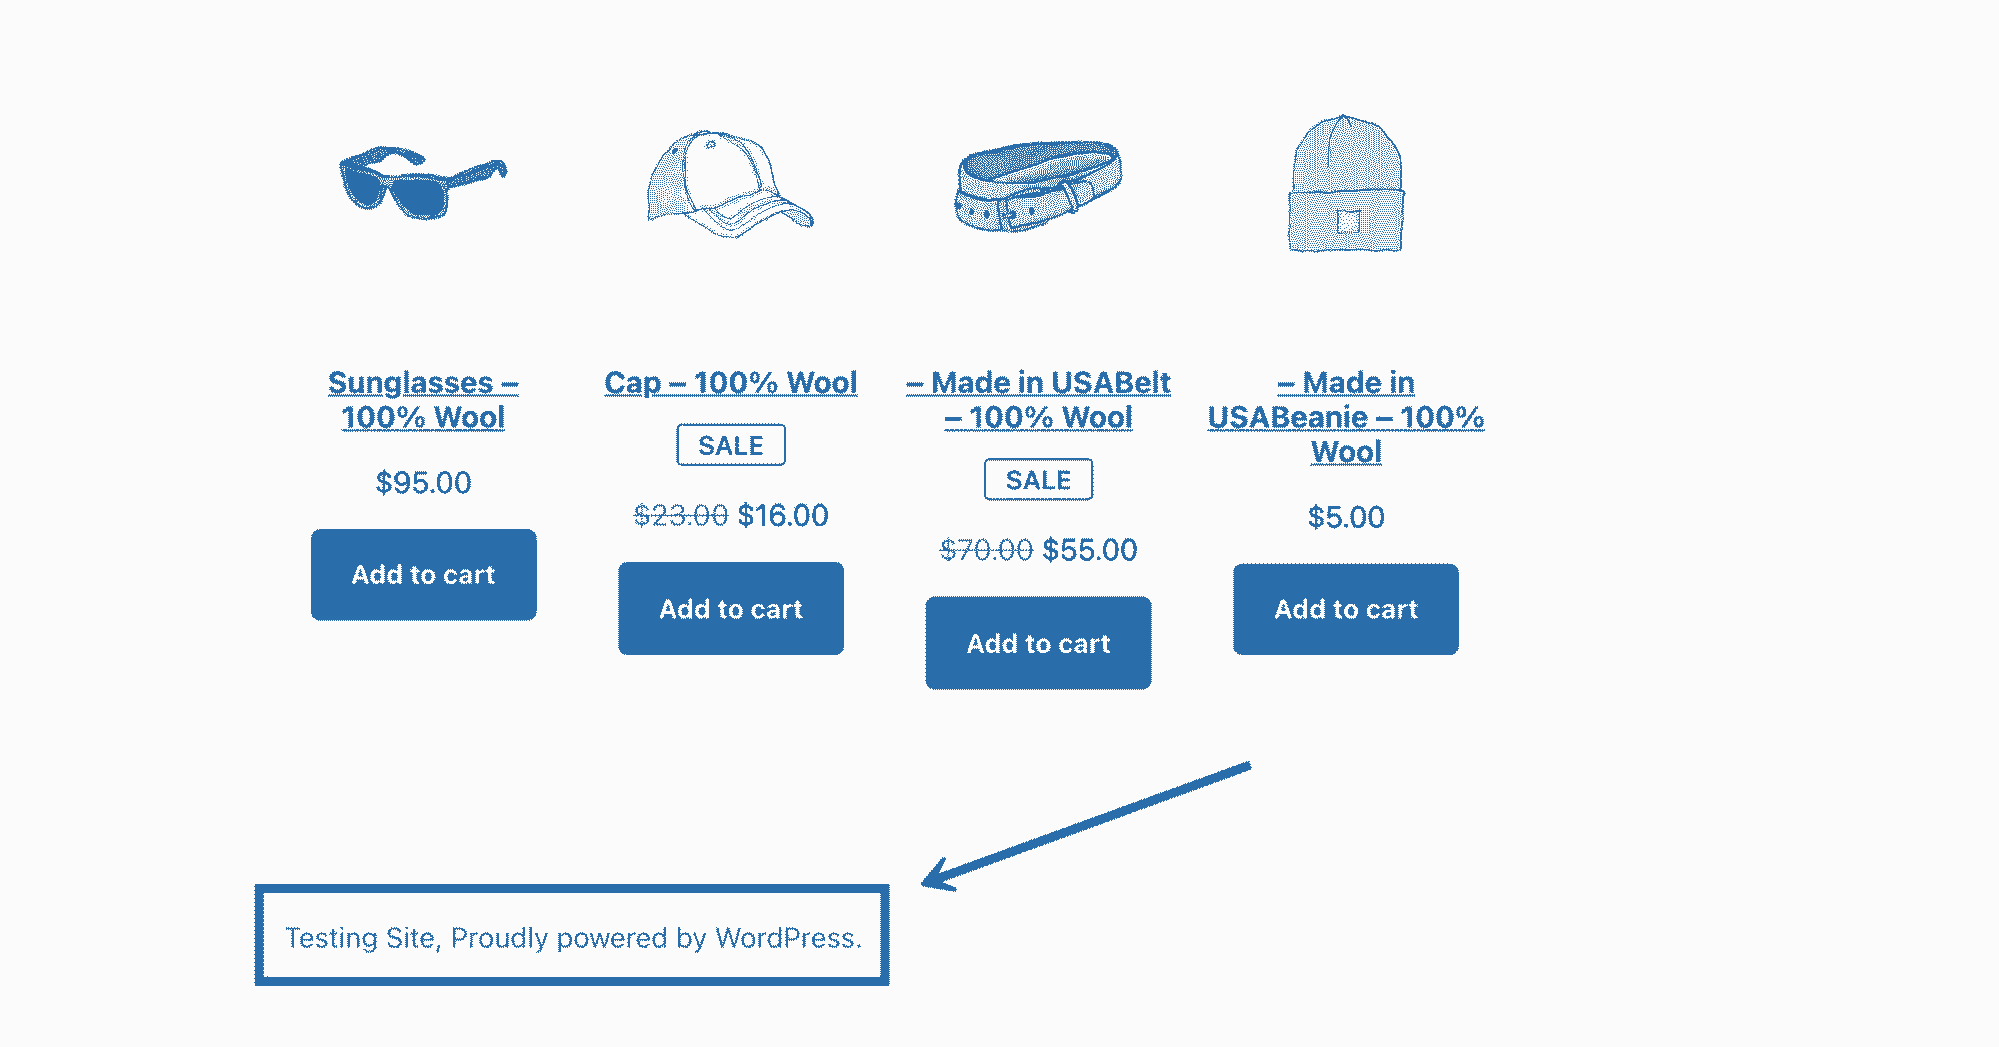 Sunglasses –
100% Wool
$95.00
Add to cart
Cap – 100% Wool
SALE
$23.00 $16.00
Add to cart
– Made in USABelt
– 100% Wool
SALE
$70.00 $55.00
Add to cart
– Made in
USABeanie – 100%
Wool
$5.00
Add to cart
Testing Site, Proudly powered by WordPress.